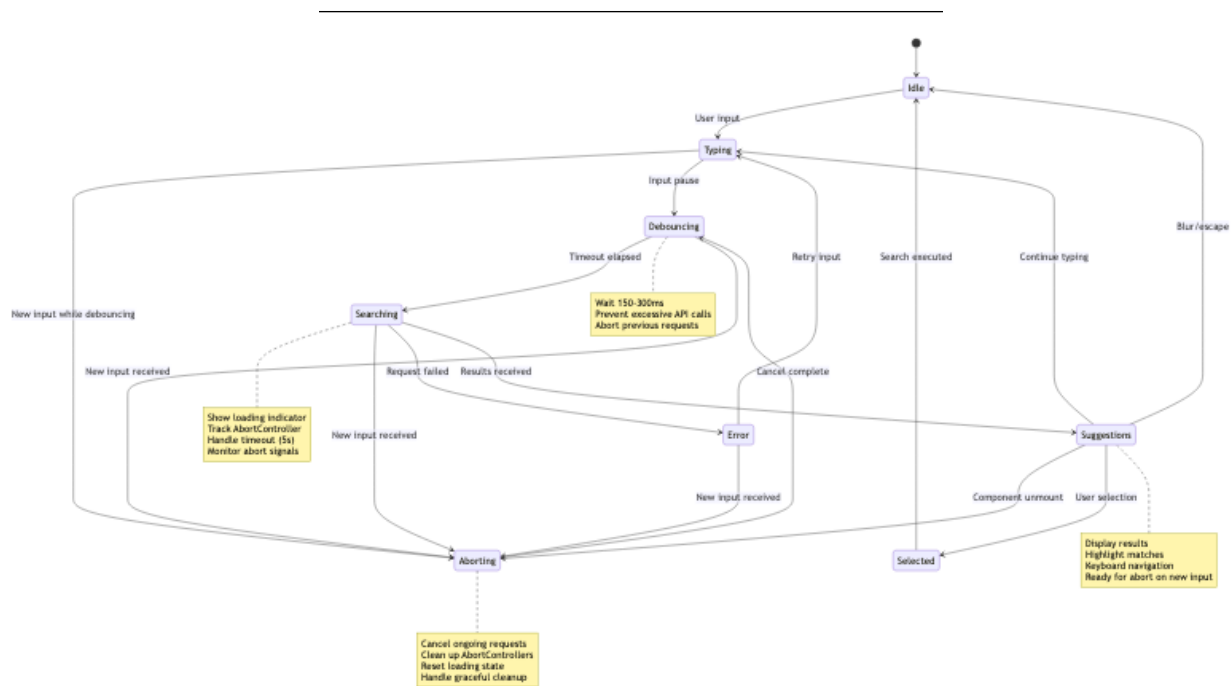 Idle
User input
Typing
Input pause
Debouncing
Blur/escape
Timeout elapsed
Retry input
Search executed
Continue typing
Wait 150-300ms
Prevent excessive API calls
Abort previous requests
Searching
New input while debouncing
New input received
Request failed
Results received
Cancel complete
Show loading indicator
Track AbortController
Handle timeout (5s)
Monitor abort signals
New input received
Error
Suggestions
New input received
Component unmount
User selection
Aborting
Selected
Display results
Highlight matches
Keyboard navigation
Ready for abort on new input
Cancel ongoing requests
Clean up AbortControllers
Reset loading state
Handle graceful cleanup